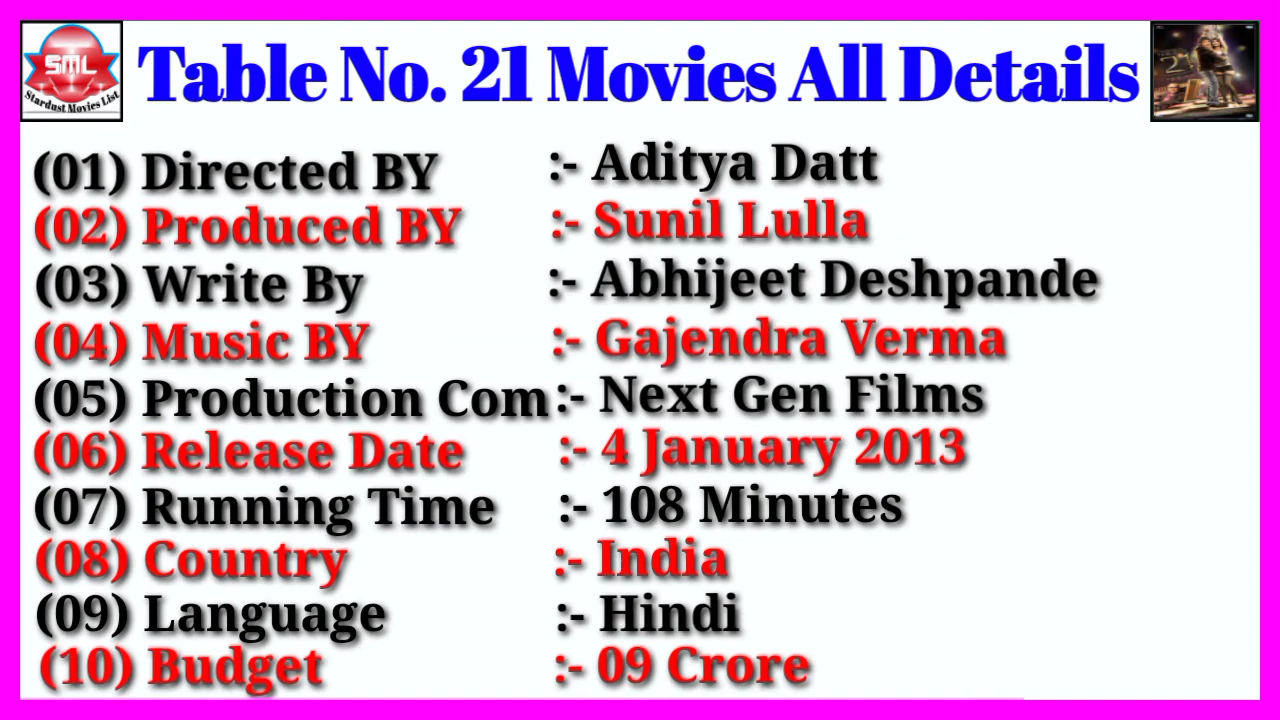 SML
Stardust Movies List
Table No. 21 Movies All Details
(01) Directed BY :- Aditya Datt
(02) Produced BY :- Sunil Lulla
(03) Write By :- Abhijeet Deshpande
(04) Music BY :- Gajendra Verma
(05) Production Com :- Next Gen Films
(06) Release Date :- 4 January 2013
(07) Running Time :- 108 Minutes
(08) Country :- India
(09) Language :- Hindi
(10) Budget :- 09 Crore